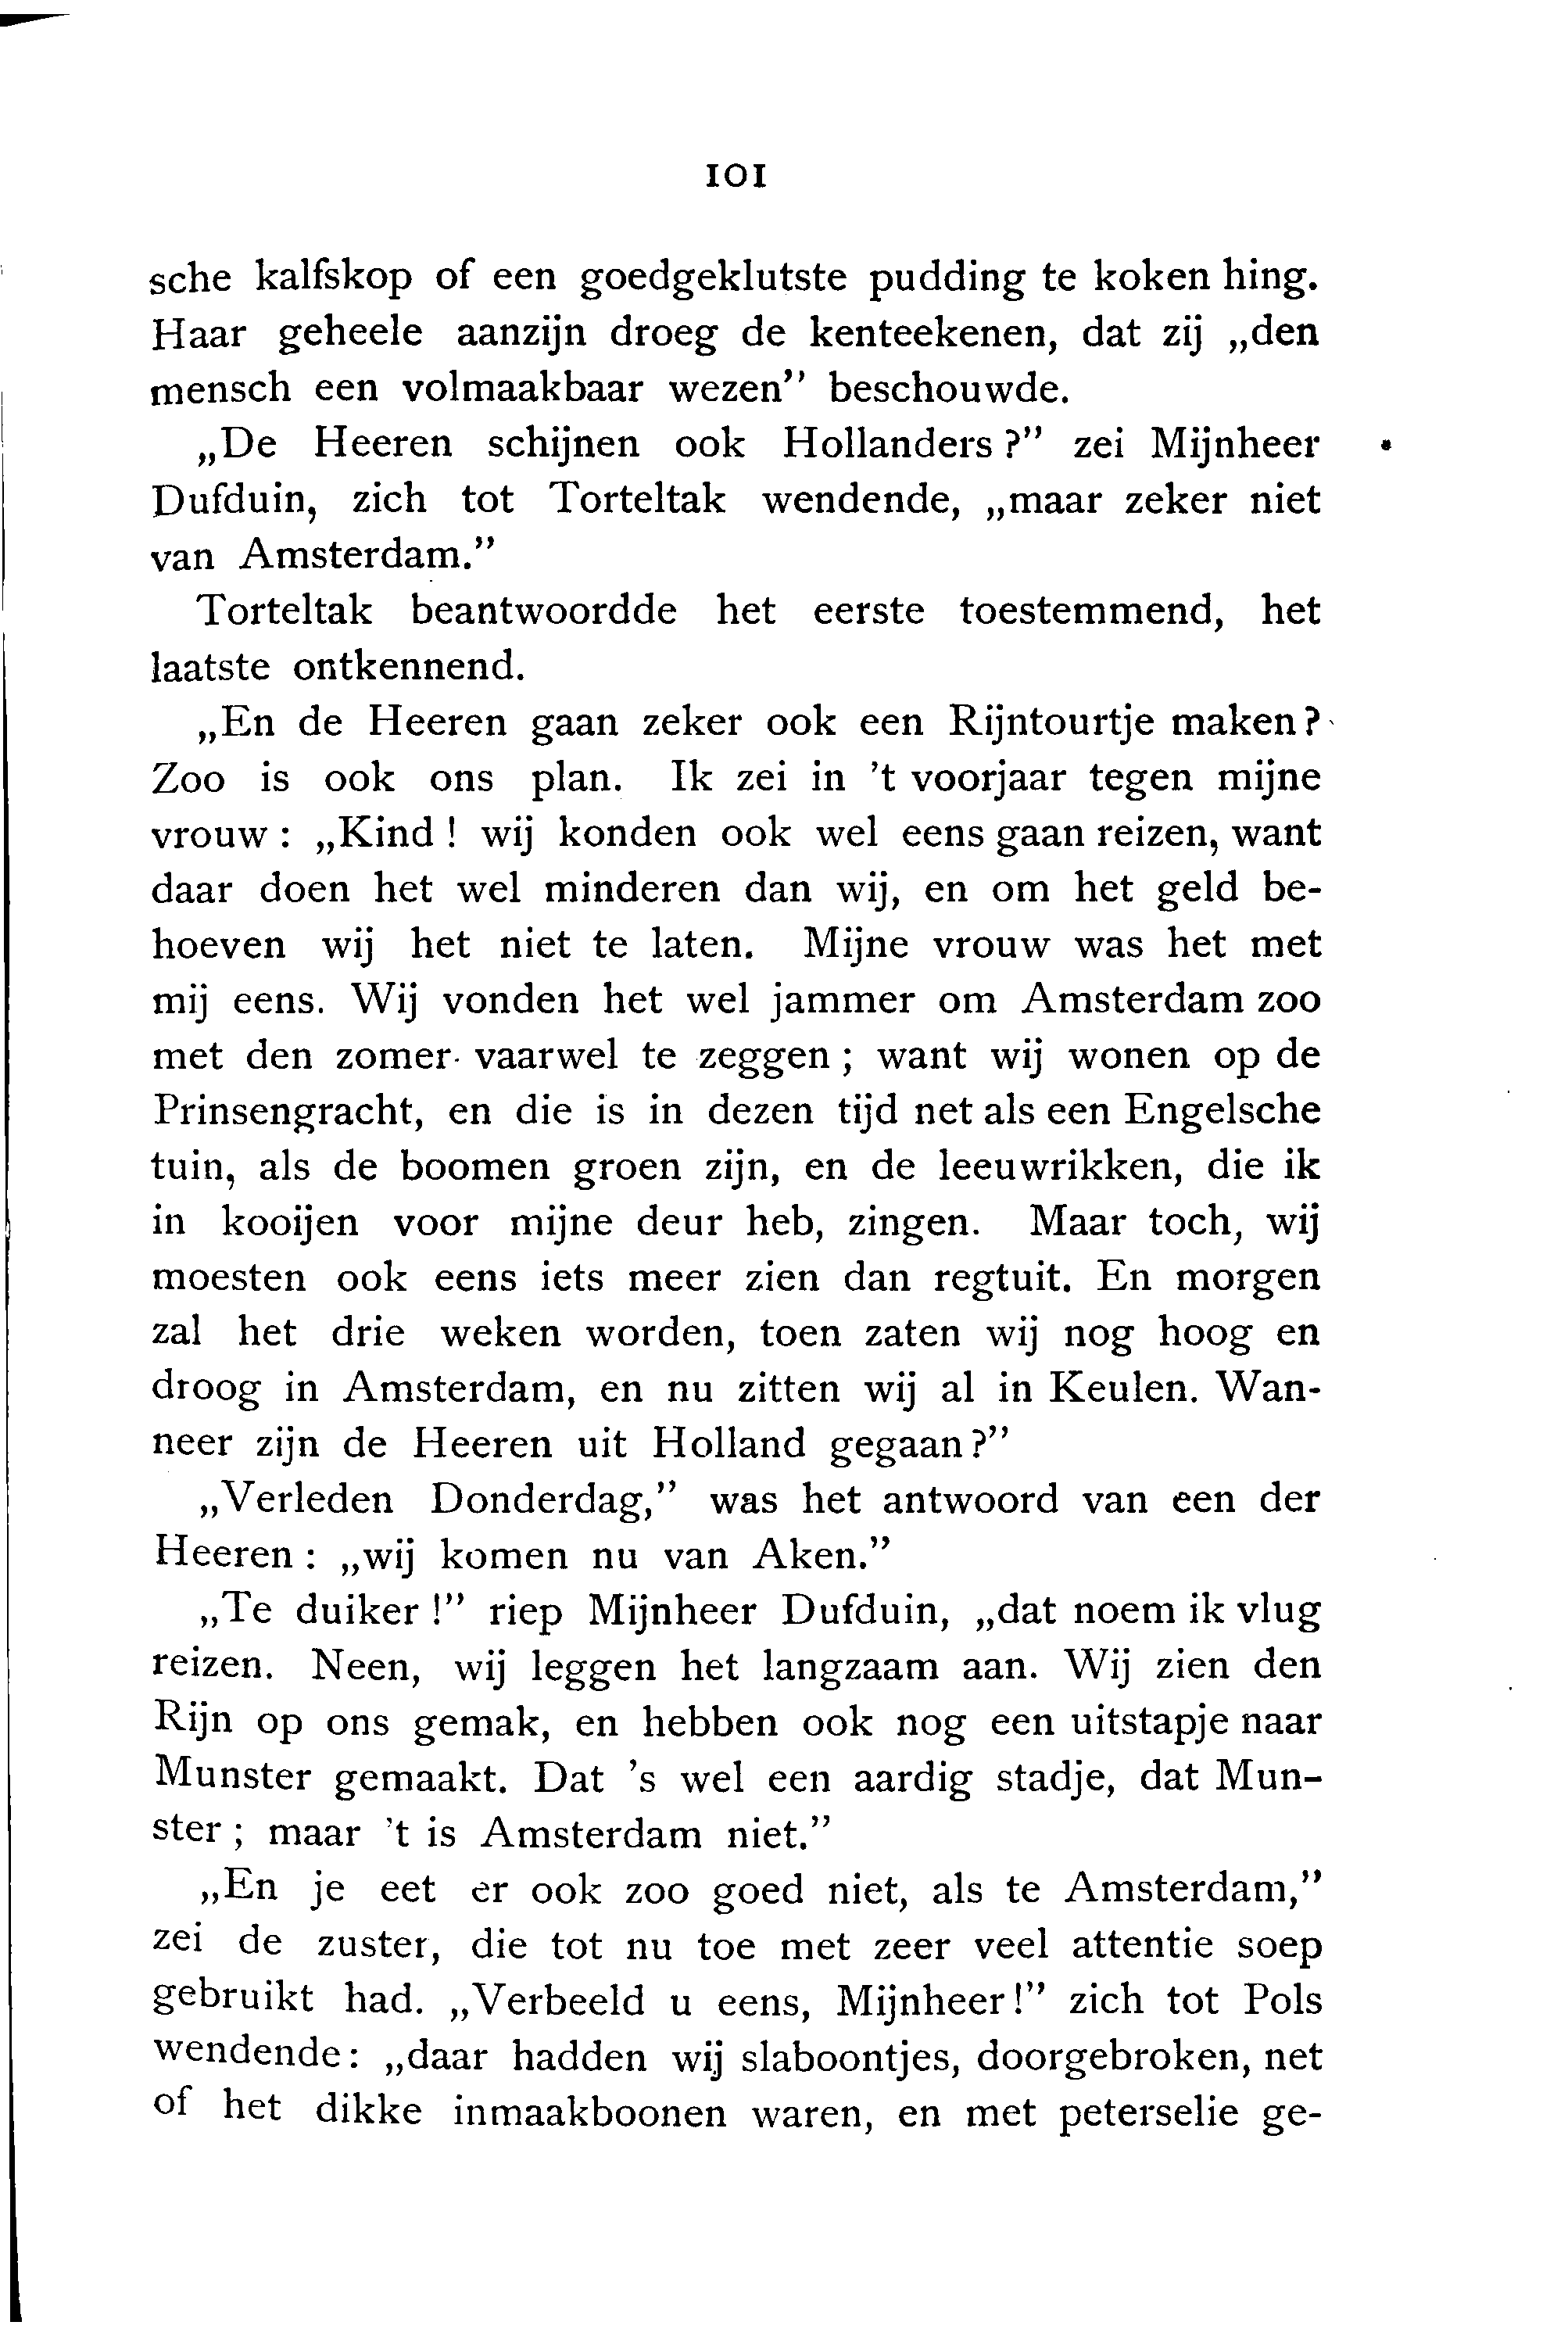 101
sche kalfskop of een goedgeklutste pudding te koken hing.
Haar geheele aanzijn droeg de kenteekenen, dat zij „den
mensch een volmaakbaar wezen” beschouwde.
„De Heeren schijnen ook Hollanders?” zei Mijnheer
Dufduin, zich tot Torteltak wendende, „maar zeker niet
van Amsterdam.”
Torteltak beantwoordde het eerste toestemmend, het
laatste ontkennend.
„En de Heeren gaan zeker ook een Rijntourtje maken?
Zoo is ook ons plan. Ik zei in ’t voorjaar tegen mijne
vrouw: „Kind! wij konden ook wel eens gaan reizen, want
daar doen het wel minderen dan wij, en om het geld be-
hoeven wij het niet te laten. Mijne vrouw was het met
mij eens. Wij vonden het wel jammer om Amsterdam zoo
met den zomer vaarwel te zeggen; want wij wonen op de
Prinsengracht, en die is in dezen tijd net als een Engelsche
tuin, als de boomen groen zijn, en de leeuwrikken, die ik
in kooijen voor mijne deur heb, zingen. Maar toch, wij
moesten ook eens iets meer zien dan regtuit. En morgen
zal het drie weken worden, toen zaten wij nog hoog en
droog in Amsterdam, en nu zitten wij al in Keulen. Wan-
neer zijn de Heeren uit Holland gegaan?”
„Verleden Donderdag,” was het antwoord van een der
Heeren: „wij komen nu van Aken.”
„Te duiker!” riep Mijnheer Dufduin, „dat noem ik vlug
reizen. Neen, wij leggen het langzaam aan. Wij zien den
Rijn op ons gemak, en hebben ook nog een uitstapje naar
Munster gemaakt. Dat ’s wel een aardig stadje, dat Mun-
ster; maar ’t is Amsterdam niet.”
„En je eet er ook zoo goed niet, als te Amsterdam,”
zei de zuster, die tot nu toe met zeer veel attentie soep
gebruikt had. „Verbeeld u eens, Mijnheer!” zich tot Pols
wendende: „daar hadden wij slaboontjes, doorgebroken, net
of het dikke inmaakboonen waren, en met peterselie ge-